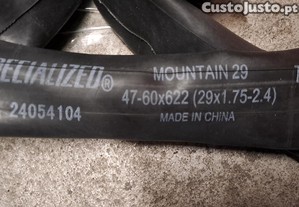 CustoJusto.pt
SPECIALIZED®
MOUNTAIN 29
47-60x622 (29x1.75-2.4)
24054104
MADE IN CHINA